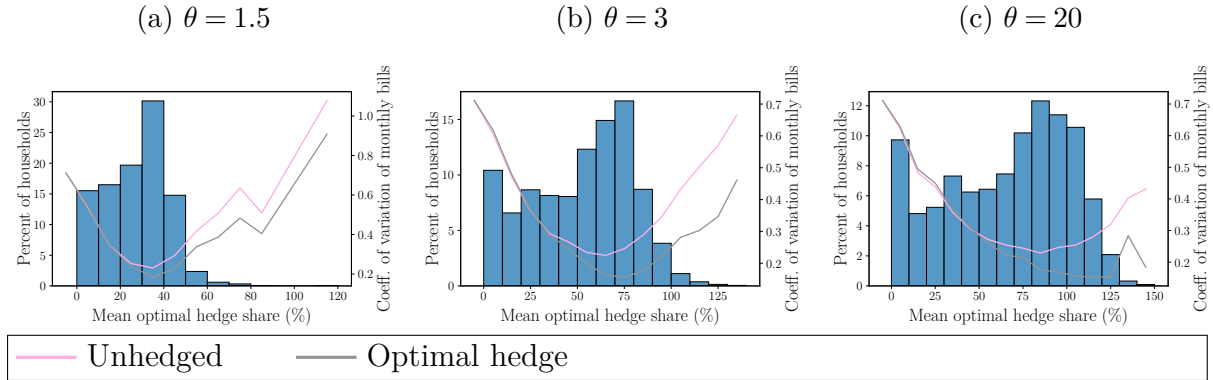 (a) θ = 1.5
(b) θ = 3
(c) θ = 20
Percent of households
30
25
20
15
10
5
0
0 20 40 60 80 100 120
Mean optimal hedge share (%)
1.0
0.8
0.6
0.4
0.2
Coeff. of variation of monthly bills
Percent of households
15
10
5
0
0 25 50 75 100 125
Mean optimal hedge share (%)
0.7
0.6
0.5
0.4
0.3
0.2
Coeff. of variation of monthly bills
Percent of households
12
10
8
6
4
2
0
0 25 50 75 100 125 150
Mean optimal hedge share (%)
0.7
0.6
0.5
0.4
0.3
0.2
Coeff. of variation of monthly bills
Unhedged Optimal hedge